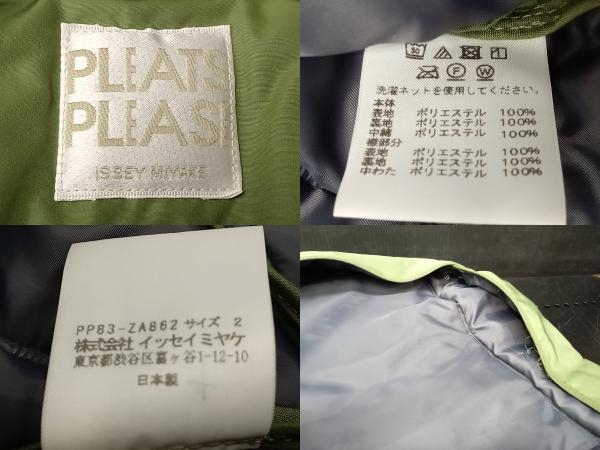 PLEATS
PLEASE
ISSEY MIYAKE
30
F
W
洗濯ネットを使用してください。
本体
表地 ポリエステル 100%
裏地 ポリエステル 100%
中綿 ポリエステル 100%
襟部分
表地 ポリエステル 100%
裏地 ポリエステル 100%
中わた ポリエステル 100%
PP83-ZA862 サイズ 2
株式会社 イッセイミヤケ
東京都渋谷区富ヶ谷1-12-10
日本製